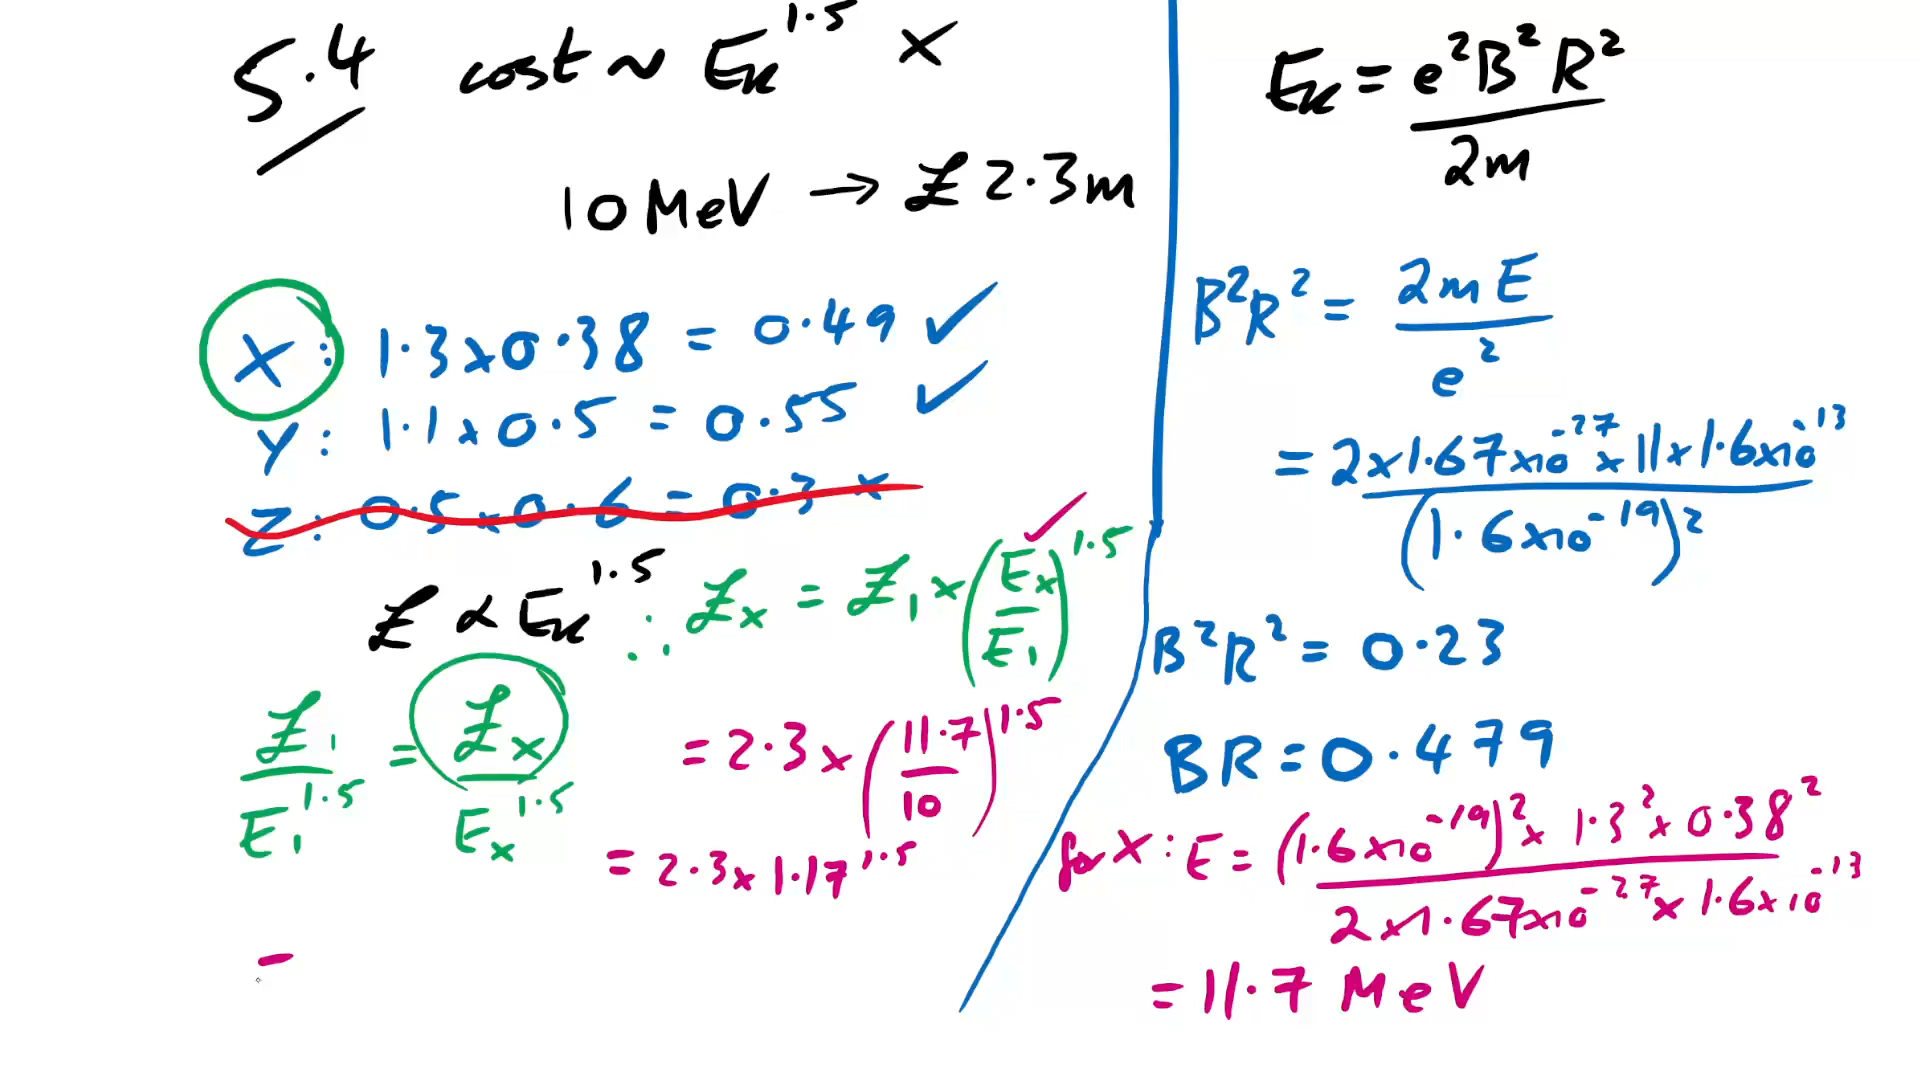 5.4 cost ~ Eₖ^1.5 ×
10 MeV → £2.3m
X: 1.3 × 0.38 = 0.49 ✓
Y: 1.1 × 0.5 = 0.55 ✓
Z: 0.5 × 0.6 = 0.3 ×
£ ∝ Eₖ^1.5
∴ £ₓ = £₁ × (Eₓ/E₁)^1.5 ✓
£₁/E₁^1.5 = £ₓ/Eₓ^1.5
= 2.3 × (11.7/10)^1.5
= 2.3 × 1.17^1.5
Eₖ = e²B²R²/2m
B²R² = 2mE/e²
= 2×1.67×10^-27 × 11×1.6×10^-13/(1.6×10^-19)²
B²R² = 0.23
BR = 0.479
for X: E = (1.6×10^-19)² × 1.3² × 0.38²/2×1.67×10^-27 × 1.6×10^-13
= 11.7 MeV